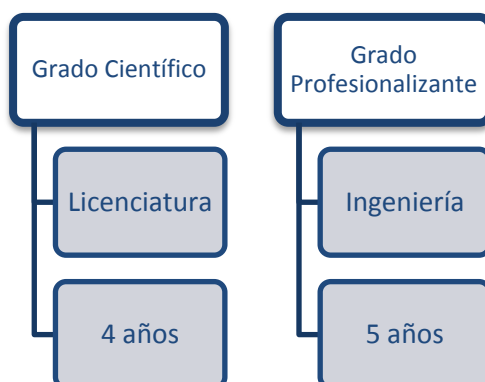 Grado Científico
Licenciatura
4 años
Grado
Profesionalizante
Ingeniería
5 años